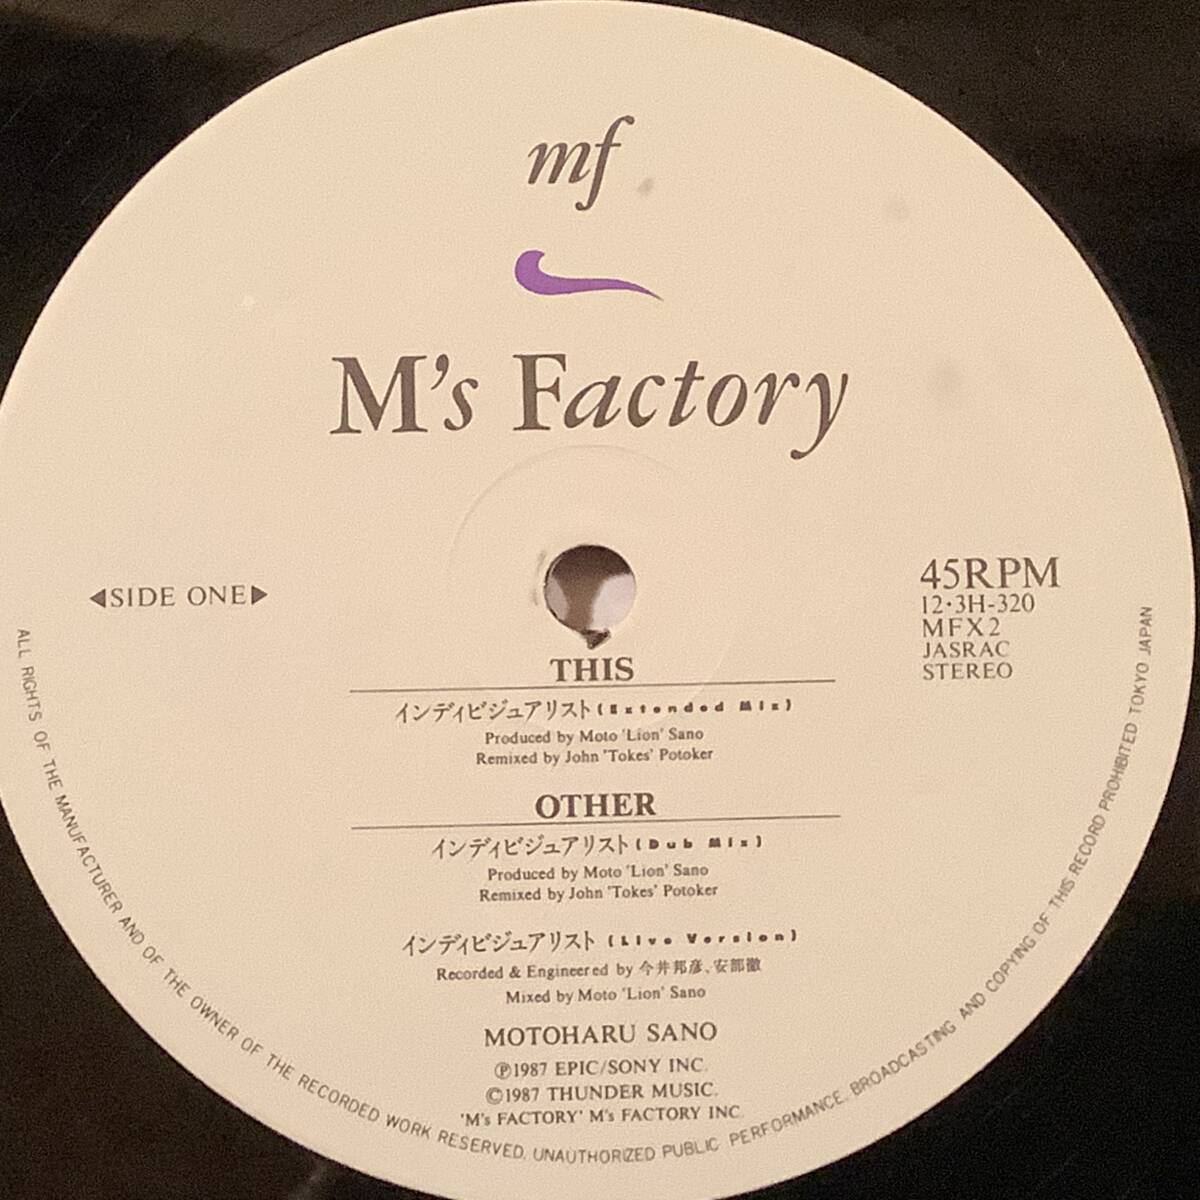 mf
M's Factory
◀SIDE ONE▶
45RPM
12・3H-320
MFX2
JASRAC
STEREO
THIS
インディビジュアリスト(Extended Mix)
Produced by Moto 'Lion' Sano
Remixed by John 'Tokes' Potoker
OTHER
インディビジュアリスト(Dub Mix)
Produced by Moto 'Lion' Sano
Remixed by John 'Tokes' Potoker
インディビジュアリスト (Live Version)
Recorded & Engineered by 今井邦彦、安部徹
Mixed by Moto 'Lion' Sano
MOTOHARU SANO
Ⓟ1987 EPIC/SONY INC.
©1987 THUNDER MUSIC.
'M's FACTORY' M's FACTORY INC.
ALL RIGHTS OF THE MANUFACTURER AND OF THE OWNER OF THE RECORDED WORK RESERVED. UNAUTHORIZED PUBLIC PERFORMANCE, BROADCASTING AND COPYING OF THIS RECORD PROHIBITED TOKYO JAPAN